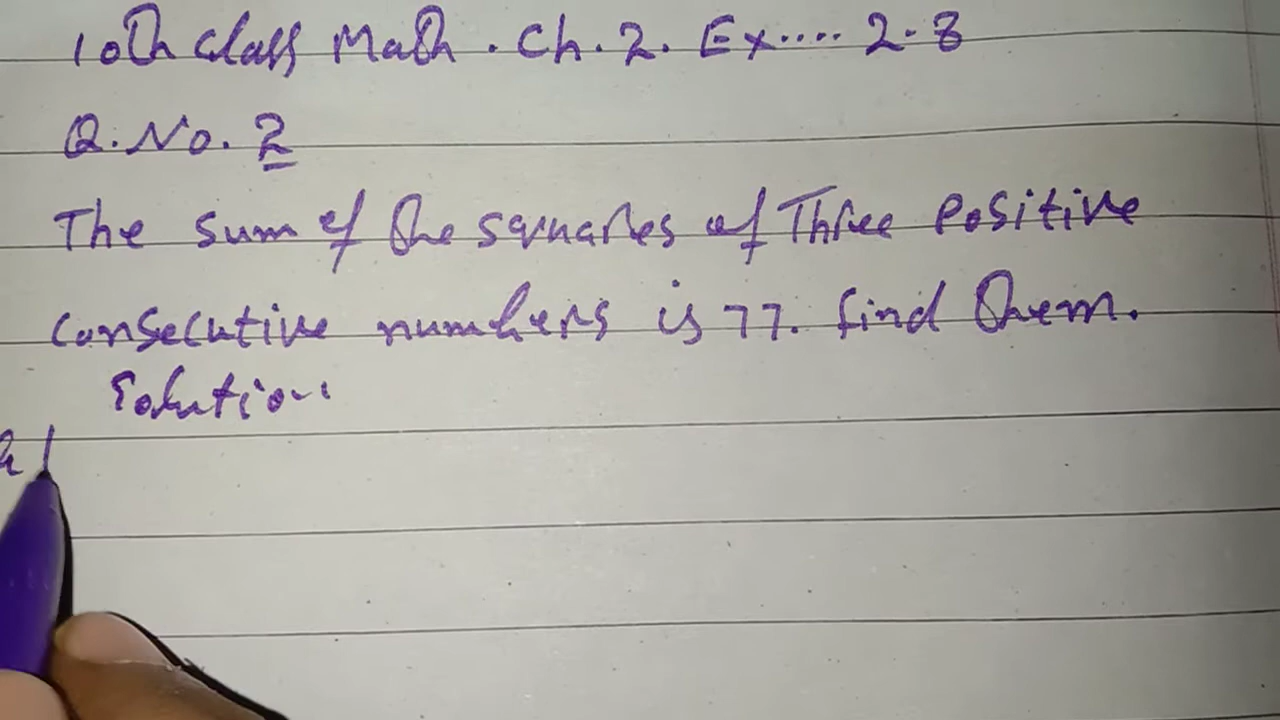 10th class Math. Ch. 2. Ex.... 2.8
Q. No. 2
The sum of the squares of Three Positive
Consecutive numbers is 77. find them.
Solution: